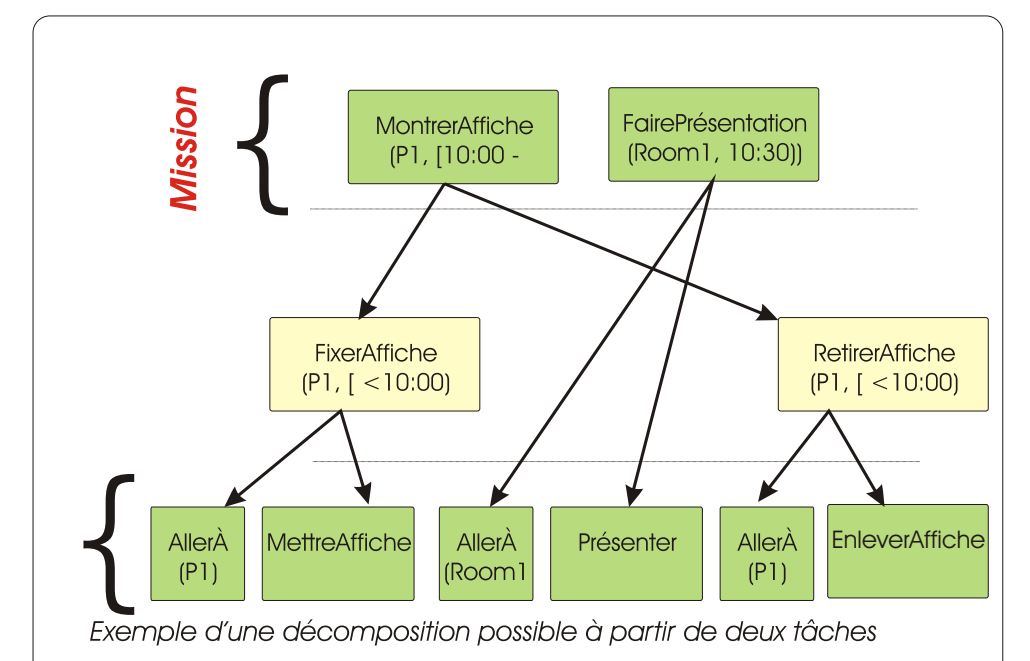 Mission
MontrerAffiche
(P1, [10:00 -
FairePrésentation
(Room1, 10:30))
FixerAffiche
(P1, [ <10:00)
RetirerAffiche
(P1, [ <10:00)
AllerÀ
(P1)
MettreAffiche
AllerÀ
(Room1
Présenter
AllerÀ
(P1)
EnleverAffiche
Exemple d'une décomposition possible à partir de deux tâches